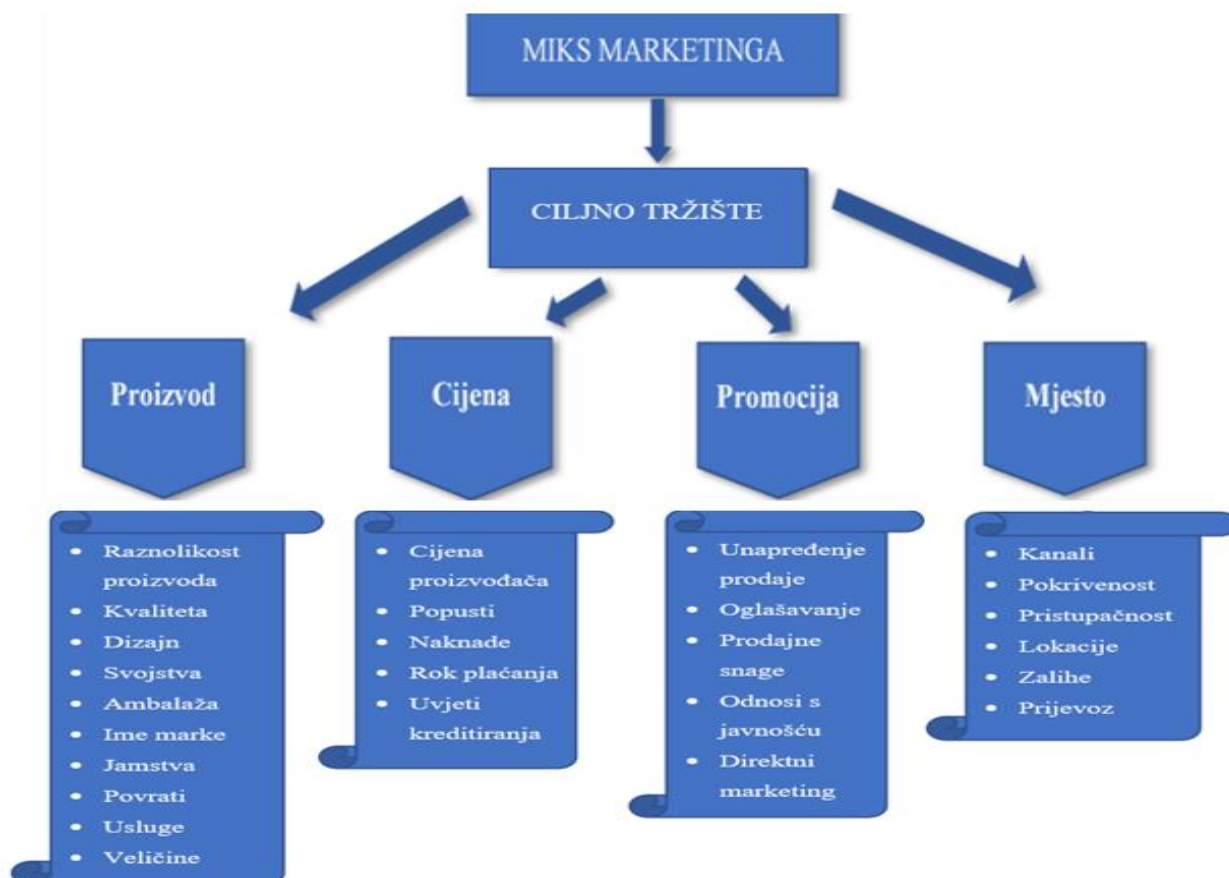 MIKS MARKETINGA
CILJNO TRŽIŠTE
Proizvod
Cijena
Promocija
Mjesto
• Raznolikost
proizvoda
• Kvaliteta
• Dizajn
• Svojstva
• Ambalaža
• Ime marke
• Jamstva
• Povrati
• Usluge
• Veličine
• Cijena
proizvođača
• Popusti
• Naknade
• Rok plaćanja
• Uvjeti
kreditiranja
• Unapređenje
prodaje
• Oglašavanje
• Prodajne
snage
• Odnosi s
javnošću
• Direktni
marketing
• Kanali
• Pokrivenost
• Pristupačnost
• Lokacije
• Zalihe
• Prijevoz